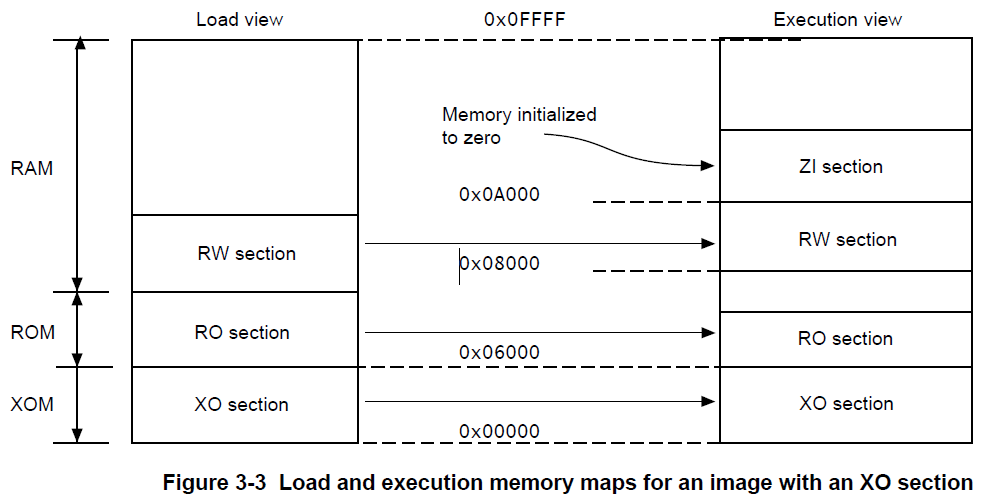 Load view
0x0FFFF
Execution view
Memory initialized
to zero
RAM
ZI section
0x0A000
RW section
RW section
0x08000
ROM
RO section
RO section
0x06000
XOM
XO section
XO section
0x00000
Figure 3-3 Load and execution memory maps for an image with an XO section